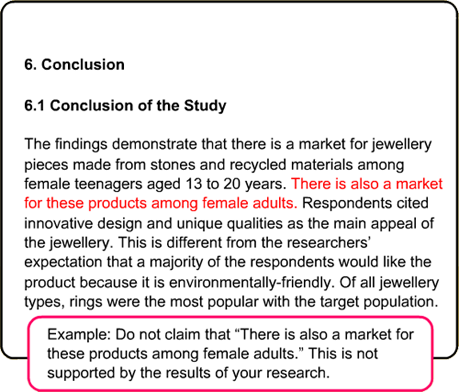 6. Conclusion
6.1 Conclusion of the Study
The findings demonstrate that there is a market for jewellery
pieces made from stones and recycled materials among
female teenagers aged 13 to 20 years. There is also a market
for these products among female adults. Respondents cited
innovative design and unique qualities as the main appeal of
the jewellery. This is different from the researchers’
expectation that a majority of the respondents would like the
product because it is environmentally-friendly. Of all jewellery
types, rings were the most popular with the target population.
Example: Do not claim that “There is also a market for
these products among female adults.” This is not
supported by the results of your research.